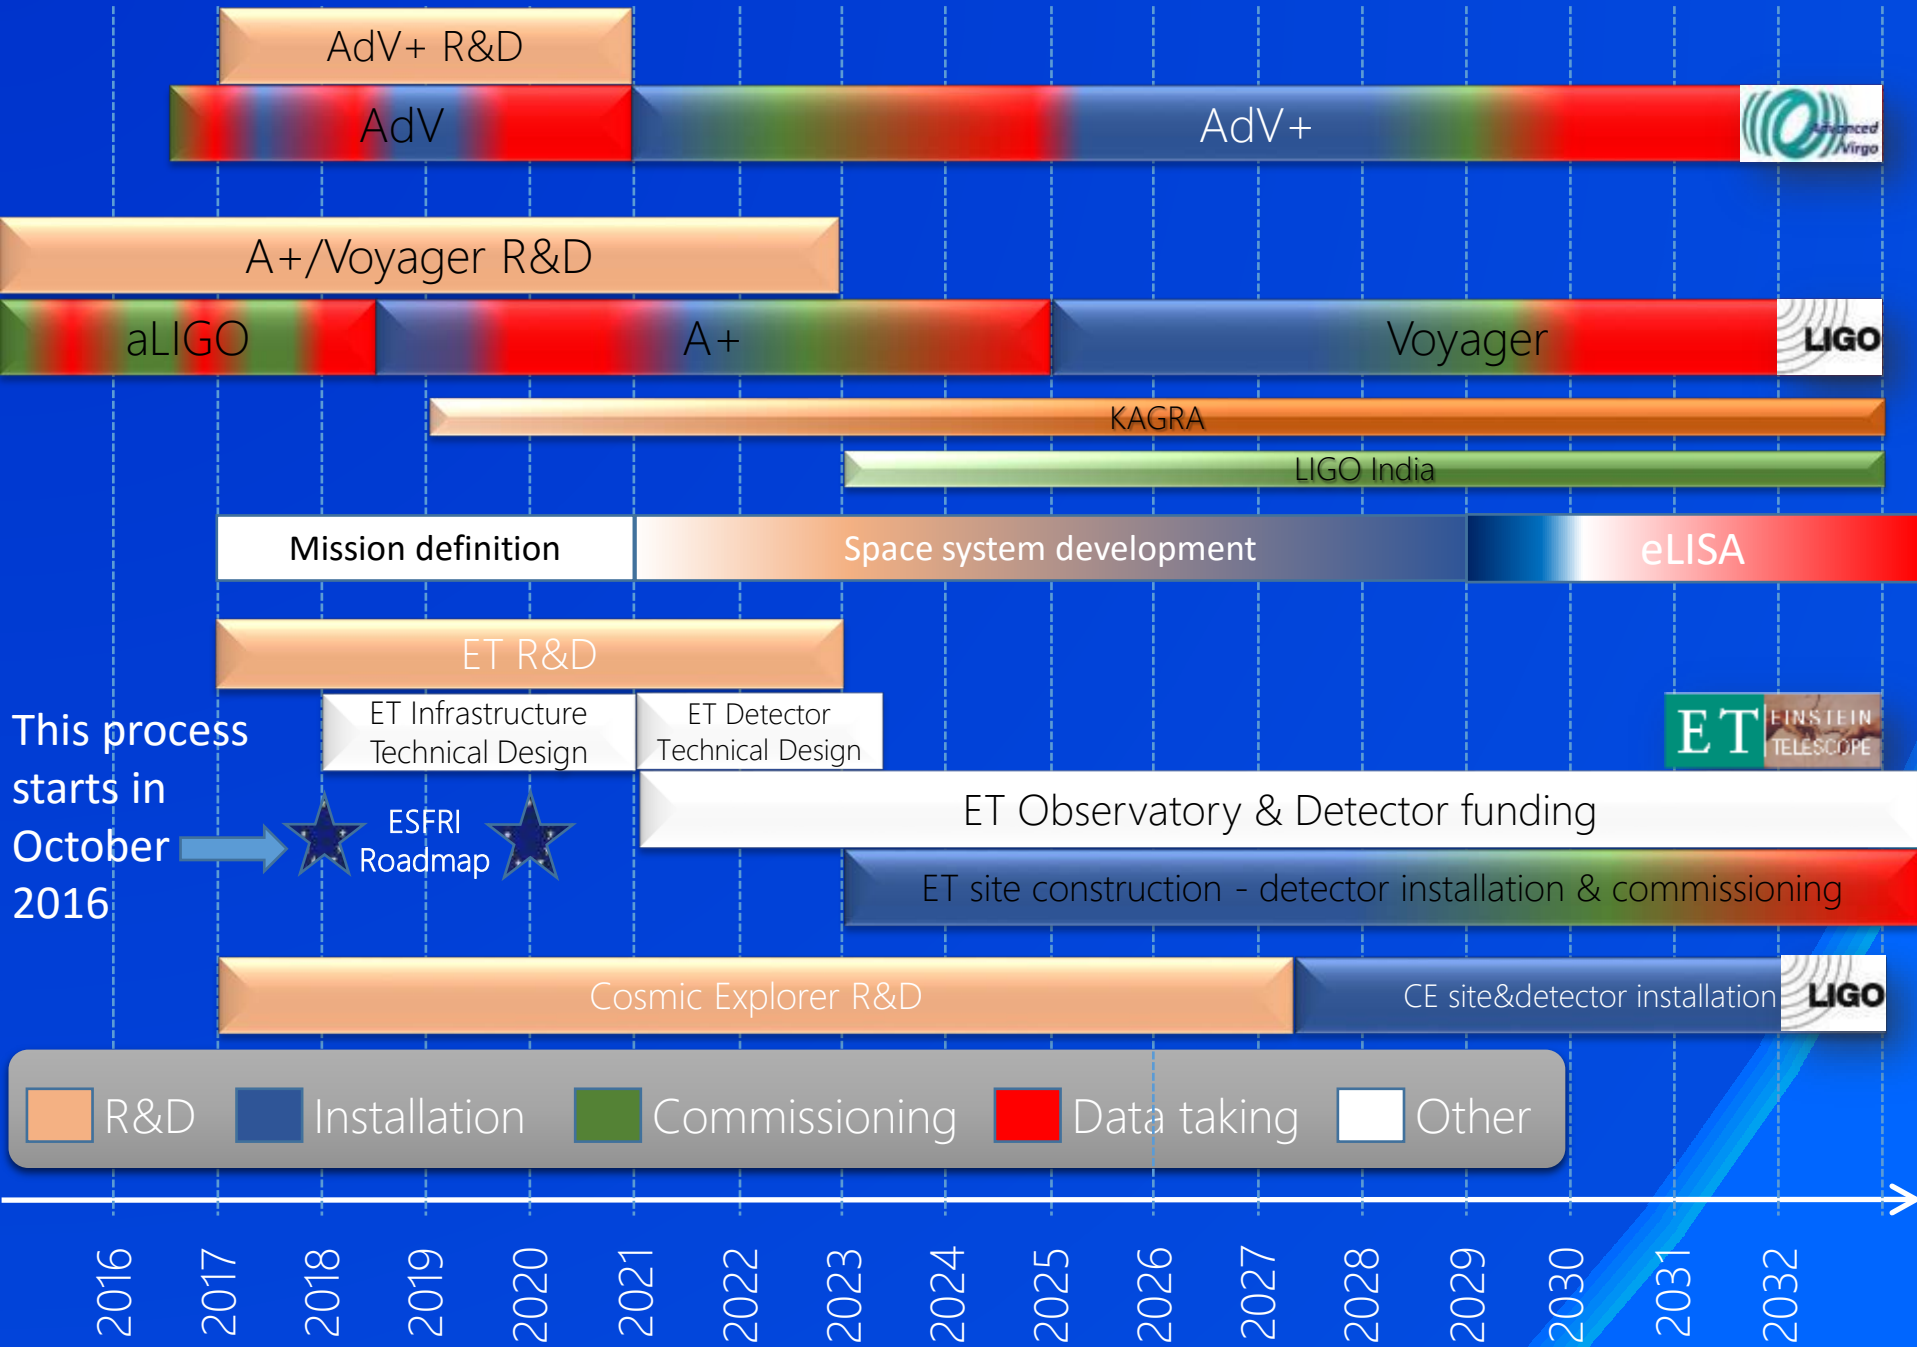 AdV+ R&D
AdV
AdV+
Advanced
Virgo
A+/Voyager R&D
aLIGO
A+
Voyager
LIGO
KAGRA
LIGO India
Mission definition
Space system development
eLISA
ET R&D
ET Infrastructure
Technical Design
ET Detector
Technical Design
ET EINSTEIN
TELESCOPE
This process
starts in
October
2016
ESFRI
Roadmap
ET Observatory & Detector funding
ET site construction - detector installation & commissioning
Cosmic Explorer R&D
CE site&detector installation
LIGO
R&D
Installation
Commissioning
Data taking
Other
2016
2017
2018
2019
2020
2021
2022
2023
2024
2025
2026
2027
2028
2029
2030
2031
2032